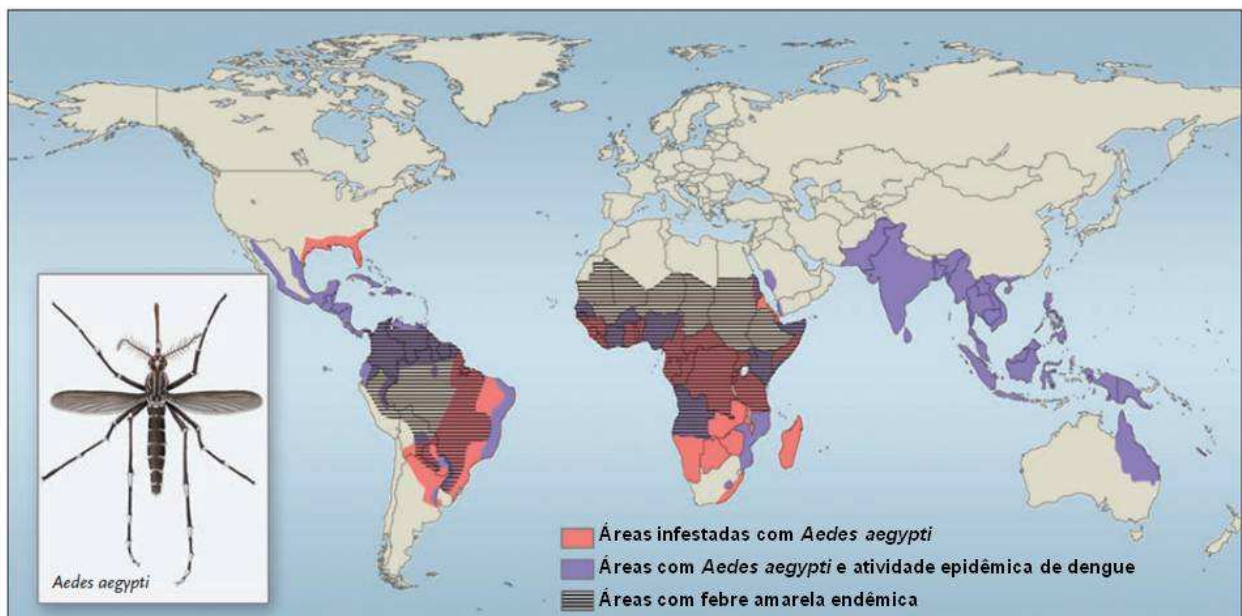 Aedes aegypti
Áreas infestadas com Aedes aegypti
Áreas com Aedes aegypti e atividade epidêmica de dengue
Áreas com febre amarela endêmica